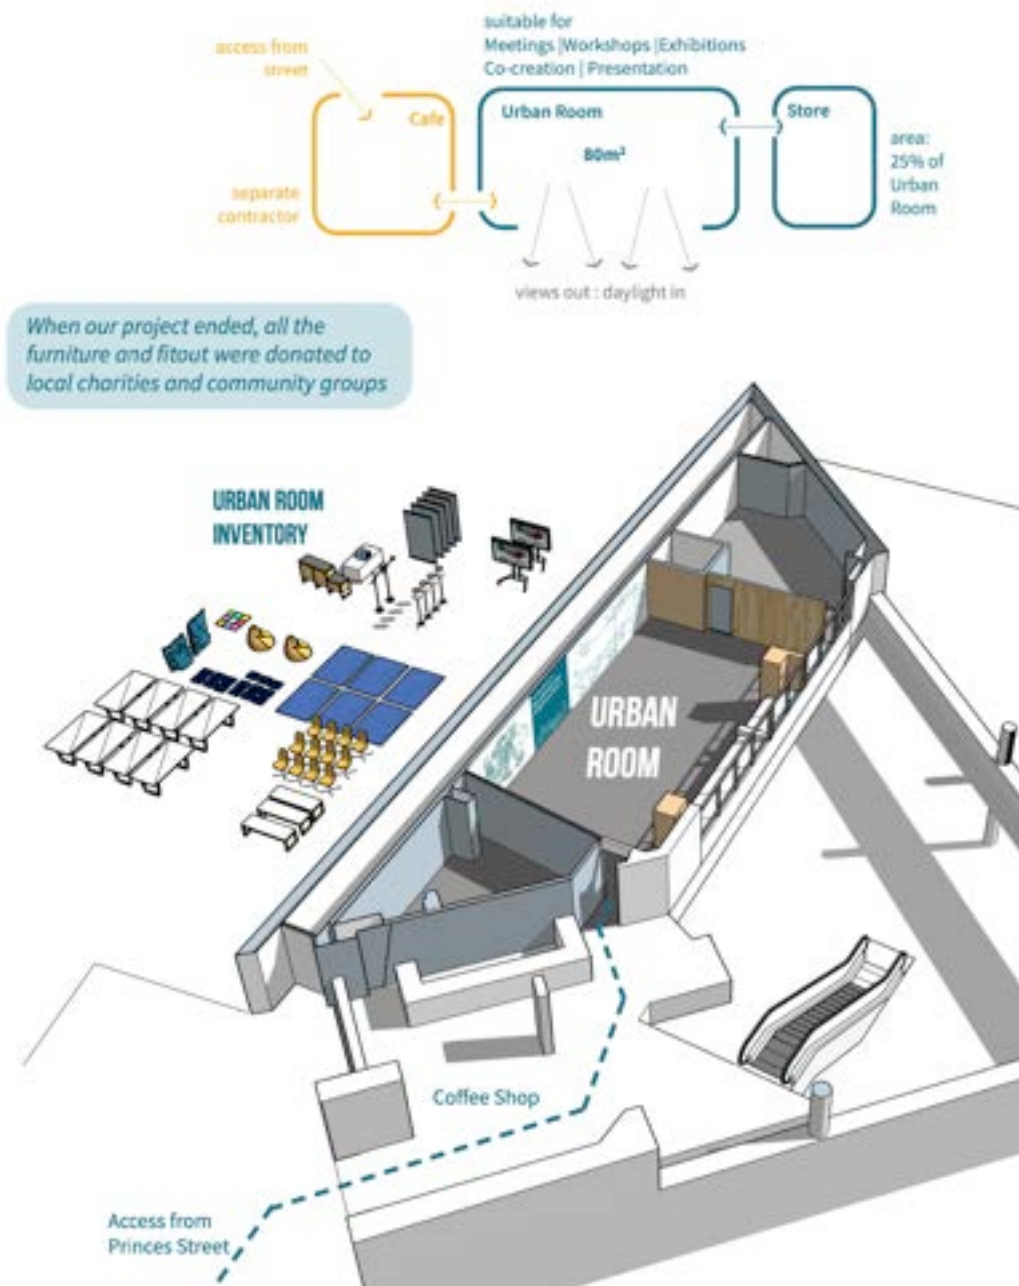 suitable for
Meetings |Workshops |Exhibitions
Co-creation | Presentation
access from
street
Cafe
separate
contractor
Urban Room
80m²
Store
area:
25% of
Urban
Room
views out : daylight in
When our project ended, all the
furniture and fitout were donated to
local charities and community groups
URBAN ROOM
INVENTORY
URBAN
ROOM
Coffee Shop
Access from
Princes Street